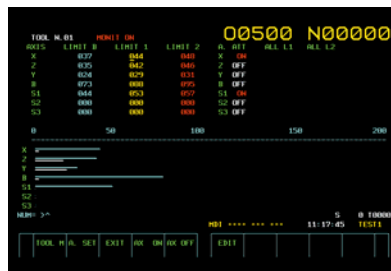 O0500 N00000
TOOL N.01 MONIT ON
AXIS LIMIT B LIMIT 1 LIMIT 2 A. ATT ALL L1 ALL L2
X 037 044 048 X ON
Z 035 042 046 Z OFF
Y 024 029 031 Y OFF
B 073 088 095 B OFF
S1 044 053 057 S1 ON
S2 000 000 000 S2 OFF
S3 000 000 000 S3 OFF
0 50 100 150 200
X
Z
Y
B
S1
S2
S3
NUM= >^ S 0 T0000
MDI **** *** *** 11:17:45 TEST1
TOOL M A. SET EXIT AX ON AX OFF EDIT